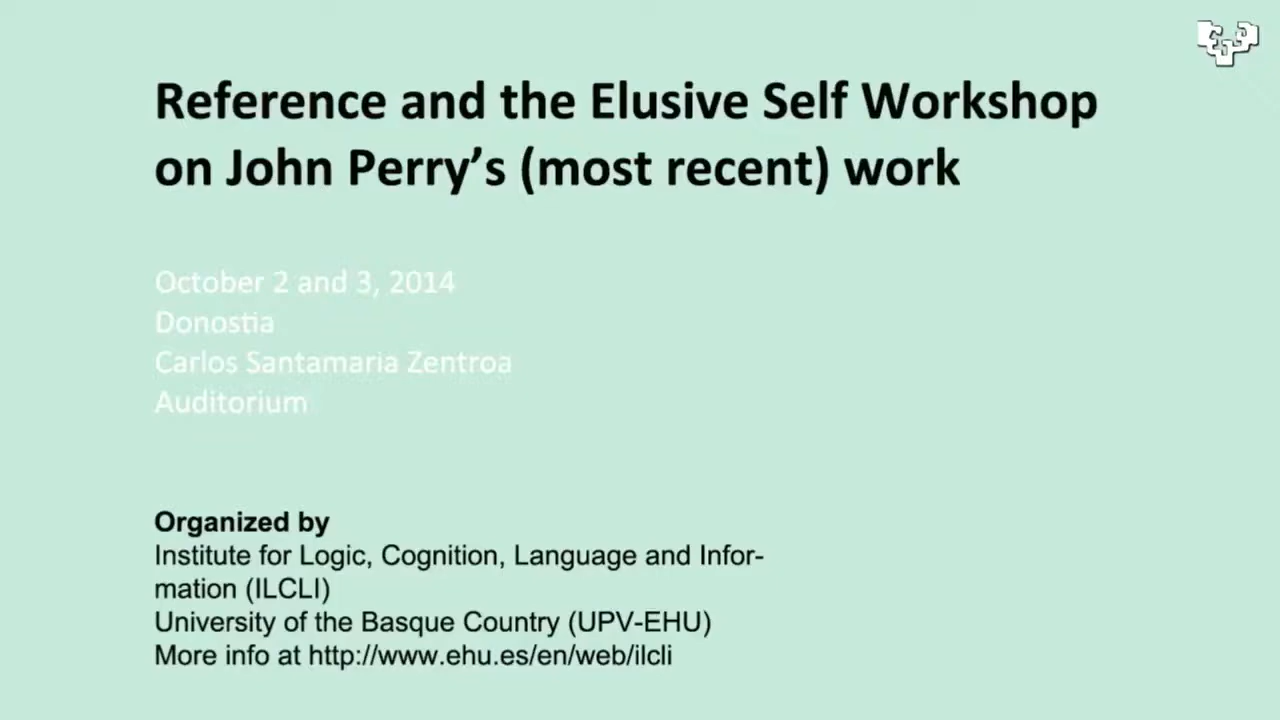 Reference and the Elusive Self Workshop
on John Perry’s (most recent) work
October 2 and 3, 2014
Donostia
Carlos Santamaria Zentroa
Auditorium
Organized by
Institute for Logic, Cognition, Language and Infor-
mation (ILCLI)
University of the Basque Country (UPV-EHU)
More info at http://www.ehu.es/en/web/ilcli